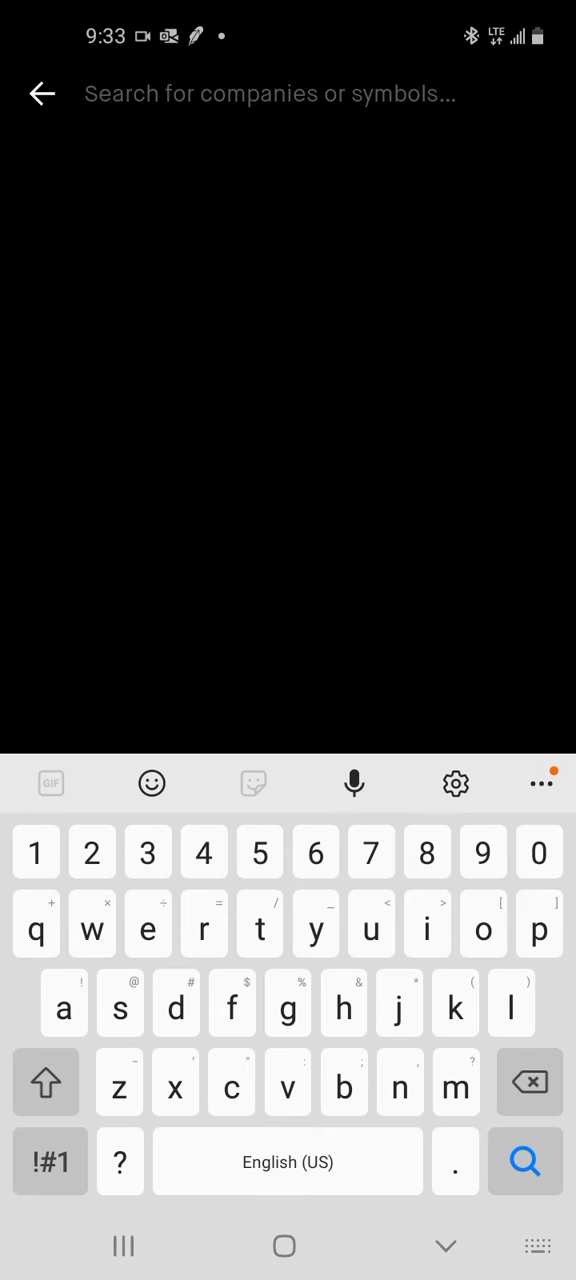 9:33 LTE
Search for companies or symbols...
GIF
1 2 3 4 5 6 7 8 9 0
+ × ÷ = / _ < > [ ]
q w e r t y u i o p
! @ # $ % & * ( )
a s d f g h j k l
- ' " : ; , ?
z x c v b n m
!#1 ? English (US) .